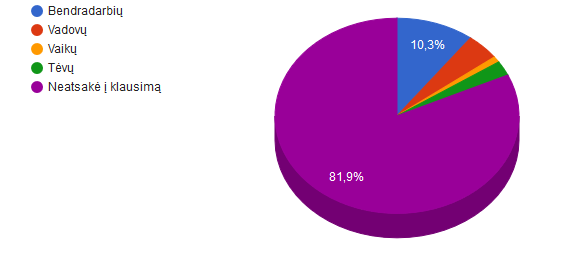 Bendradarbių
Vadovų
Vaikų
Tėvų
Neatsakė į klausimą
10,3%
81,9%